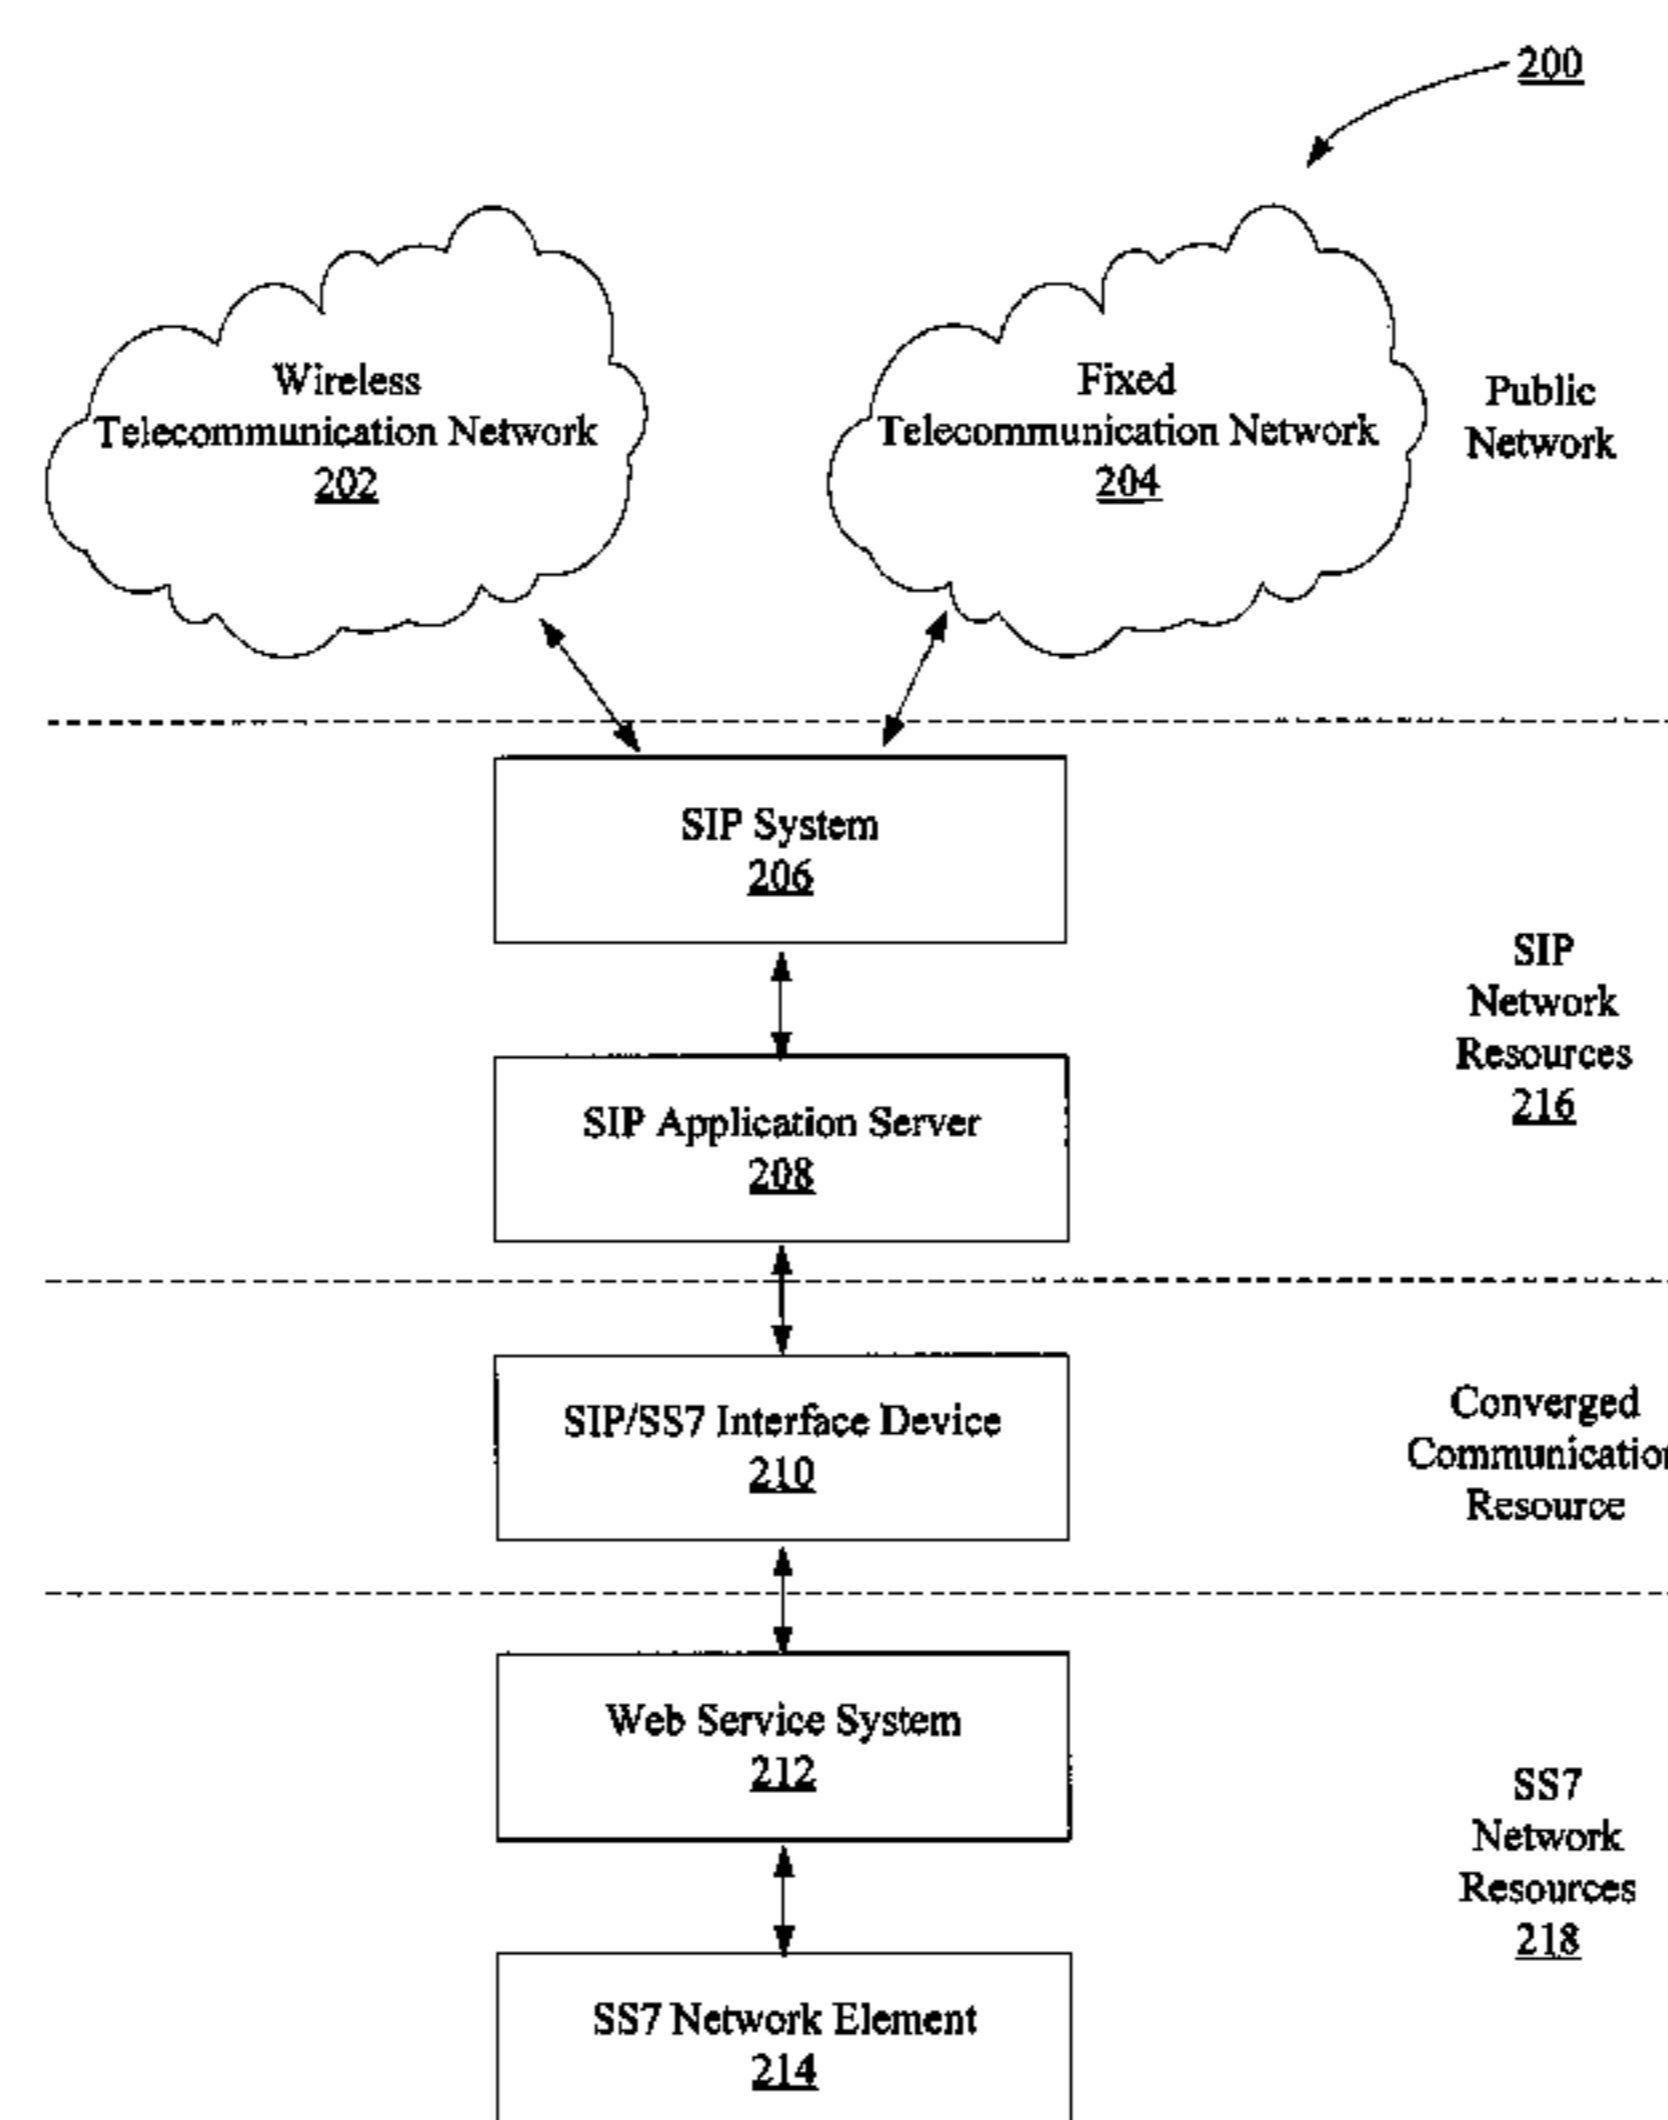 200
Wireless
Telecommunication Network
202
Fixed
Telecommunication Network
204
Public
Network
SIP System
206
SIP
Network
Resources
216
SIP Application Server
208
SIP/SS7 Interface Device
210
Converged
Communication
Resource
Web Service System
212
SS7
Network
Resources
218
SS7 Network Element
214